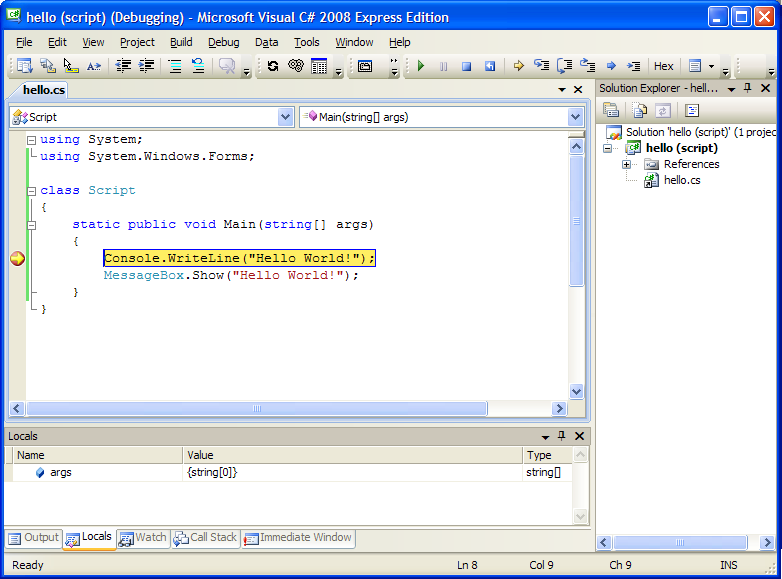 hello (script) (Debugging) - Microsoft Visual C# 2008 Express Edition
File Edit View Project Build Debug Data Tools Window Help
Hex
hello.cs
Script Main(string[] args)
using System;
using System.Windows.Forms;
class Script
{
static public void Main(string[] args)
{
Console.WriteLine("Hello World!");
MessageBox.Show("Hello World!");
}
}
Solution Explorer - hell...
Solution 'hello (script)' (1 projec
hello (script)
References
hello.cs
Locals
Name Value Type
args {string[0]} string[]
Output Locals Watch Call Stack Immediate Window
Ready Ln 8 Col 9 Ch 9 INS